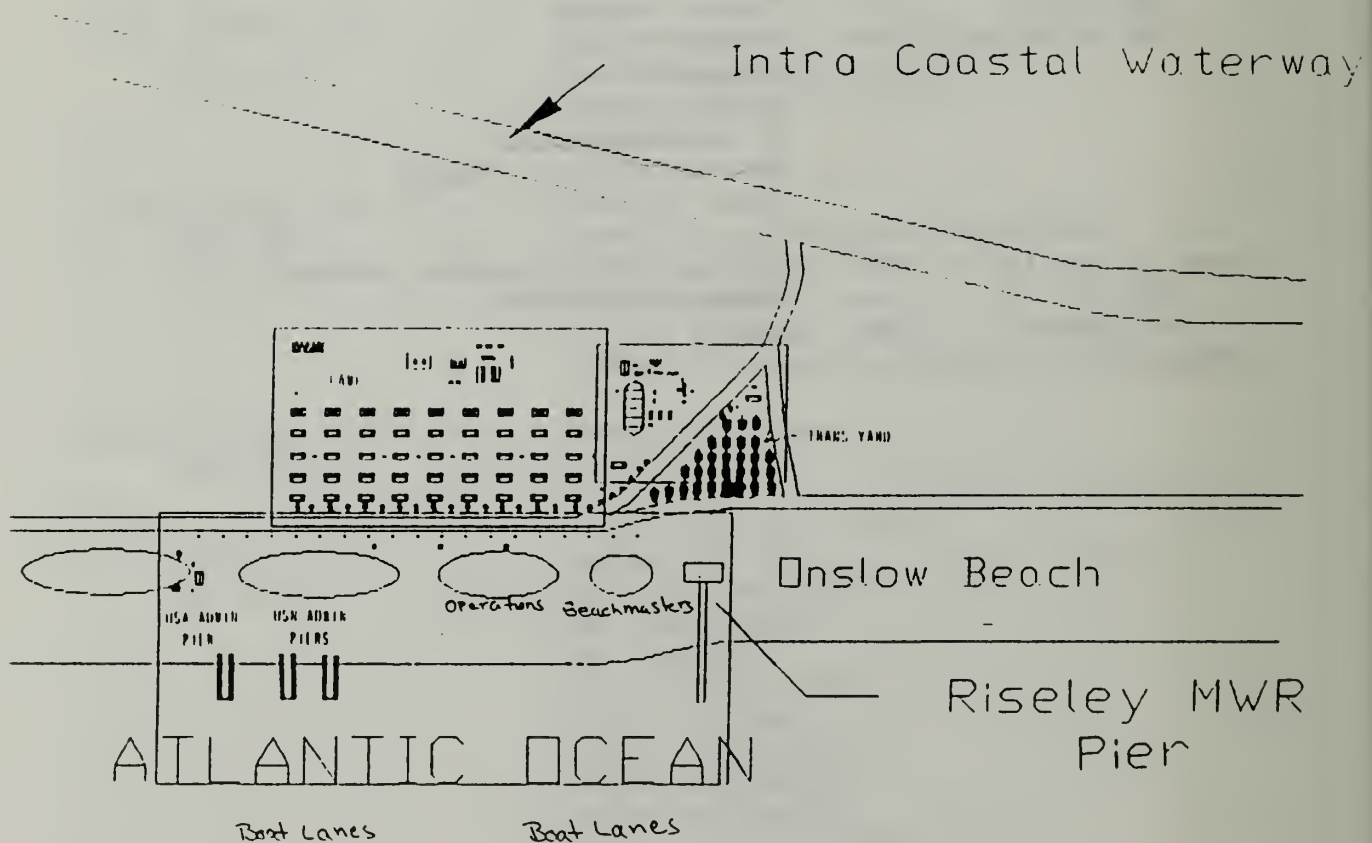 Intra Coastal Waterway
TRANS YARD
Onslow Beach
Operations
Beachmasters
USA ADMIN
PIER
USN ADMIN
PIERS
Riseley MWR
Pier
ATLANTIC OCEAN
Boat Lanes
Boat Lanes